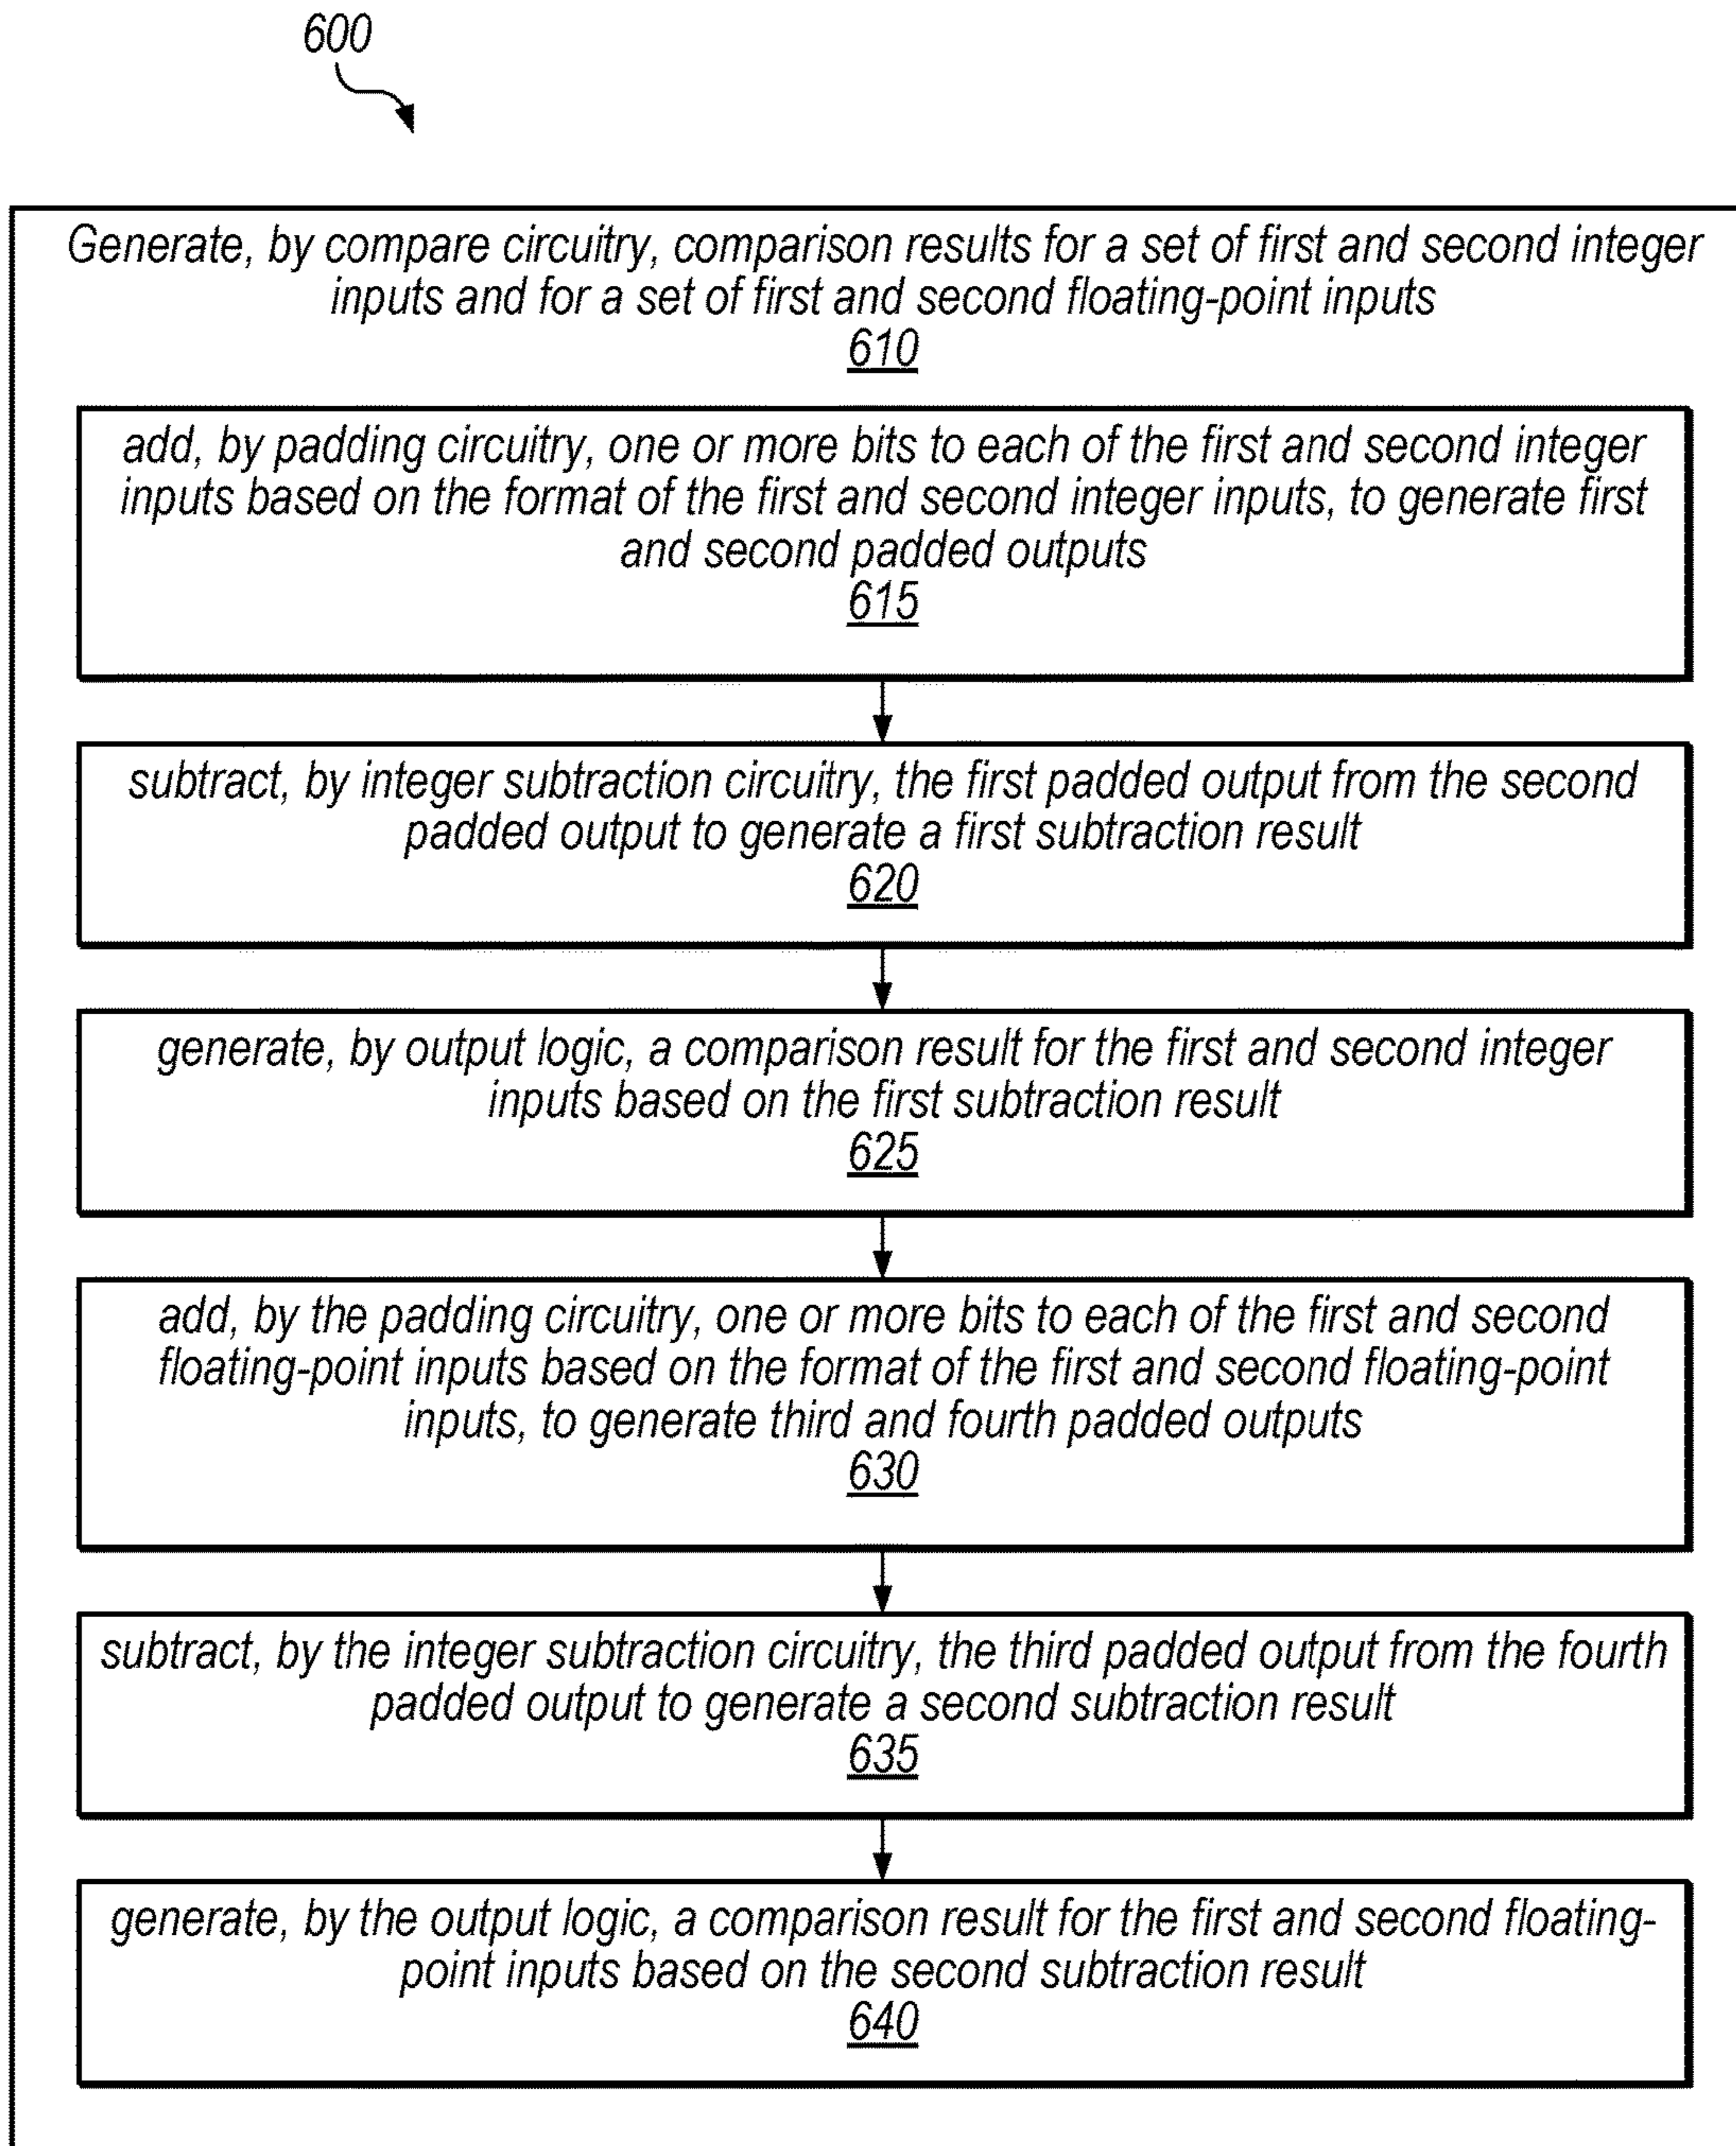 600
Generate, by compare circuitry, comparison results for a set of first and second integer
inputs and for a set of first and second floating-point inputs
610
add, by padding circuitry, one or more bits to each of the first and second integer
inputs based on the format of the first and second integer inputs, to generate first
and second padded outputs
615
subtract, by integer subtraction circuitry, the first padded output from the second
padded output to generate a first subtraction result
620
generate, by output logic, a comparison result for the first and second integer
inputs based on the first subtraction result
625
add, by the padding circuitry, one or more bits to each of the first and second
floating-point inputs based on the format of the first and second floating-point
inputs, to generate third and fourth padded outputs
630
subtract, by the integer subtraction circuitry, the third padded output from the fourth
padded output to generate a second subtraction result
635
generate, by the output logic, a comparison result for the first and second floating-
point inputs based on the second subtraction result
640